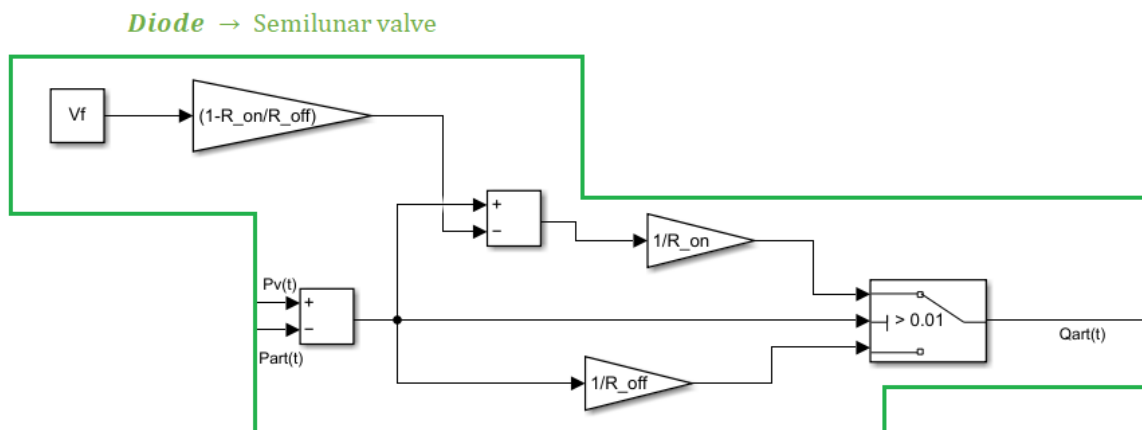 Diode → Semilunar valve
Vf
(1-R_on/R_off)
+
−
1/R_on
Pv(t)
+
−
Part(t)
> 0.01
Qart(t)
1/R_off